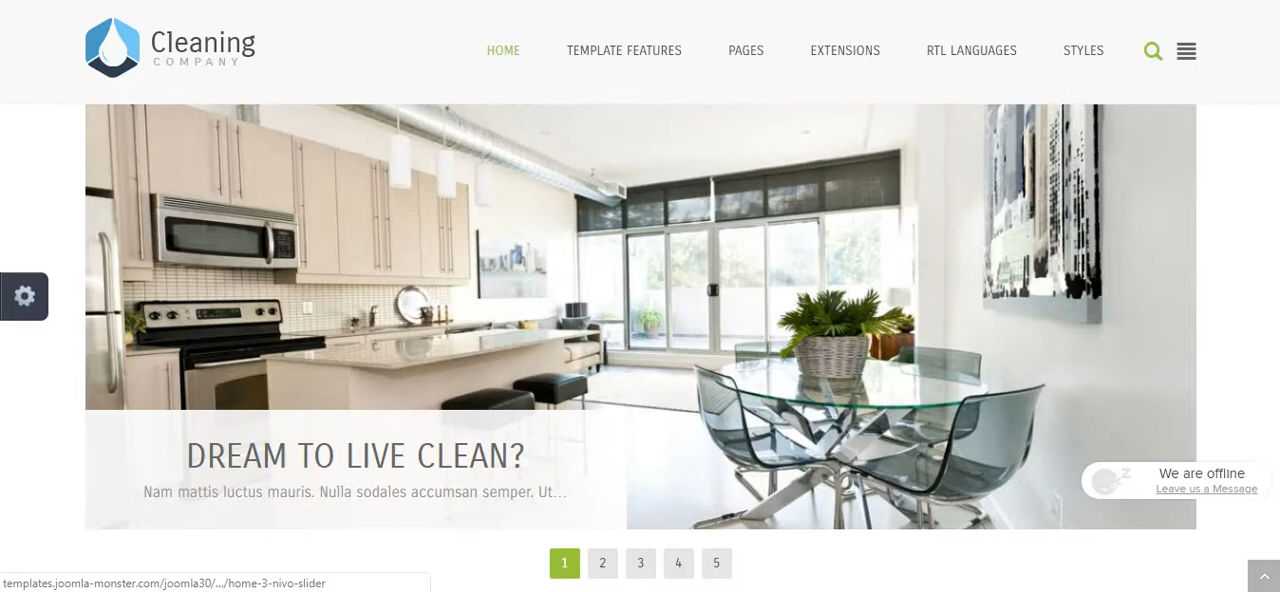 Cleaning
COMPANY
HOME TEMPLATE FEATURES PAGES EXTENSIONS RTL LANGUAGES STYLES
DREAM TO LIVE CLEAN?
Nam mattis luctus mauris. Nulla sodales accumsan semper. Ut...
Z
We are offline
Leave us a Message
1 2 3 4 5
templates.joomla-monster.com/joomla30/.../home-3-nivo-slider